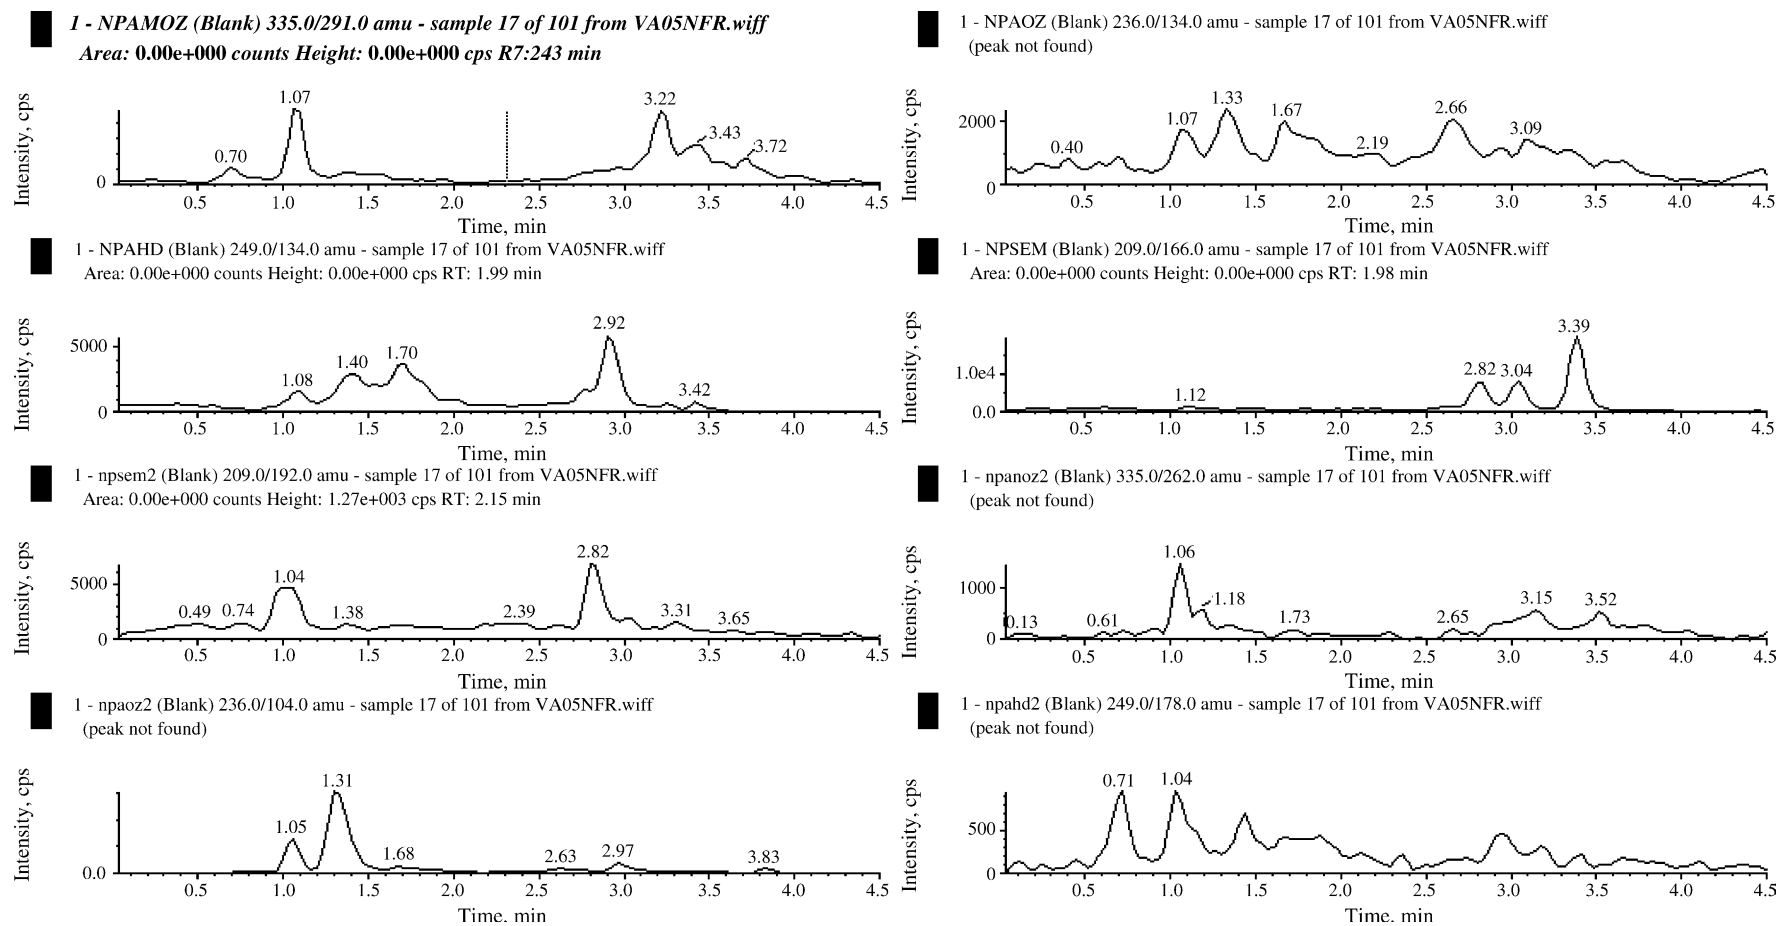 1 - NPAMOZ (Blank) 335.0/291.0 amu - sample 17 of 101 from VA05NFR.wiff
Area: 0.00e+000 counts Height: 0.00e+000 cps R7:243 min
Intensity, cps
0
0.70
1.07
3.22
3.43
3.72
0.5 1.0 1.5 2.0 2.5 3.0 3.5 4.0 4.5
Time, min
1 - NPAOZ (Blank) 236.0/134.0 amu - sample 17 of 101 from VA05NFR.wiff
(peak not found)
Intensity, cps
2000
0
0.40
1.07
1.33
1.67
2.19
2.66
3.09
0.5 1.0 1.5 2.0 2.5 3.0 3.5 4.0 4.5
Time, min
1 - NPAHD (Blank) 249.0/134.0 amu - sample 17 of 101 from VA05NFR.wiff
Area: 0.00e+000 counts Height: 0.00e+000 cps RT: 1.99 min
Intensity, cps
5000
0
1.08
1.40
1.70
2.92
3.42
0.5 1.0 1.5 2.0 2.5 3.0 3.5 4.0 4.5
Time, min
1 - NPSEM (Blank) 209.0/166.0 amu - sample 17 of 101 from VA05NFR.wiff
Area: 0.00e+000 counts Height: 0.00e+000 cps RT: 1.98 min
Intensity, cps
1.0e4
0.0
1.12
2.82
3.04
3.39
0.5 1.0 1.5 2.0 2.5 3.0 3.5 4.0 4.5
Time, min
1 - npsem2 (Blank) 209.0/192.0 amu - sample 17 of 101 from VA05NFR.wiff
Area: 0.00e+000 counts Height: 1.27e+003 cps RT: 2.15 min
Intensity, cps
5000
0
0.49
0.74
1.04
1.38
2.39
2.82
3.31
3.65
0.5 1.0 1.5 2.0 2.5 3.0 3.5 4.0 4.5
Time, min
1 - npanoz2 (Blank) 335.0/262.0 amu - sample 17 of 101 from VA05NFR.wiff
(peak not found)
Intensity, cps
1000
0
0.13
0.61
1.06
1.18
1.73
2.65
3.15
3.52
0.5 1.0 1.5 2.0 2.5 3.0 3.5 4.0 4.5
Time, min
1 - npaoz2 (Blank) 236.0/104.0 amu - sample 17 of 101 from VA05NFR.wiff
(peak not found)
Intensity, cps
0.0
1.05
1.31
1.68
2.63
2.97
3.83
0.5 1.0 1.5 2.0 2.5 3.0 3.5 4.0 4.5
Time, min
1 - npahd2 (Blank) 249.0/178.0 amu - sample 17 of 101 from VA05NFR.wiff
(peak not found)
Intensity, cps
500
0
0.71
1.04
0.5 1.0 1.5 2.0 2.5 3.0 3.5 4.0 4.5
Time, min